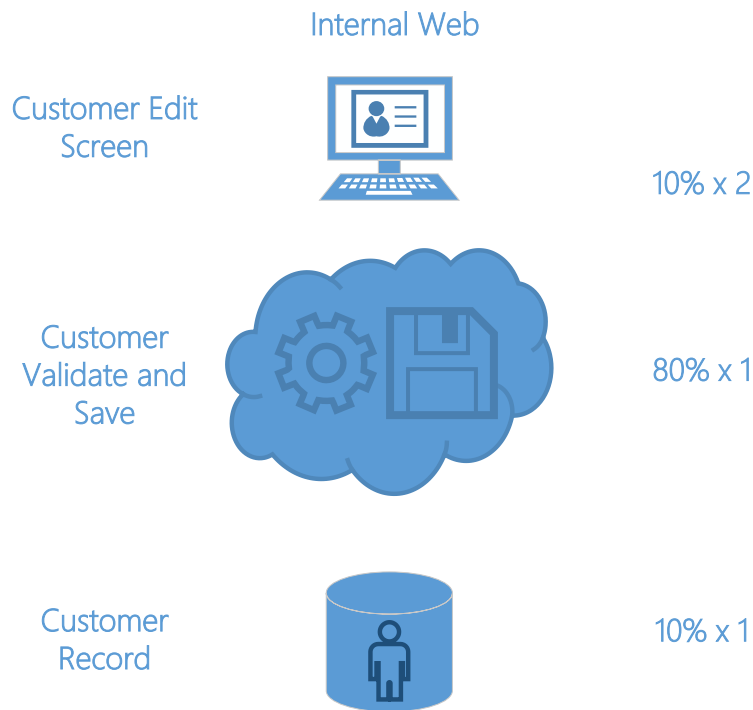 Internal Web
Customer Edit
Screen
10% x 2
Customer
Validate and
Save
80% x 1
Customer
Record
10% x 1